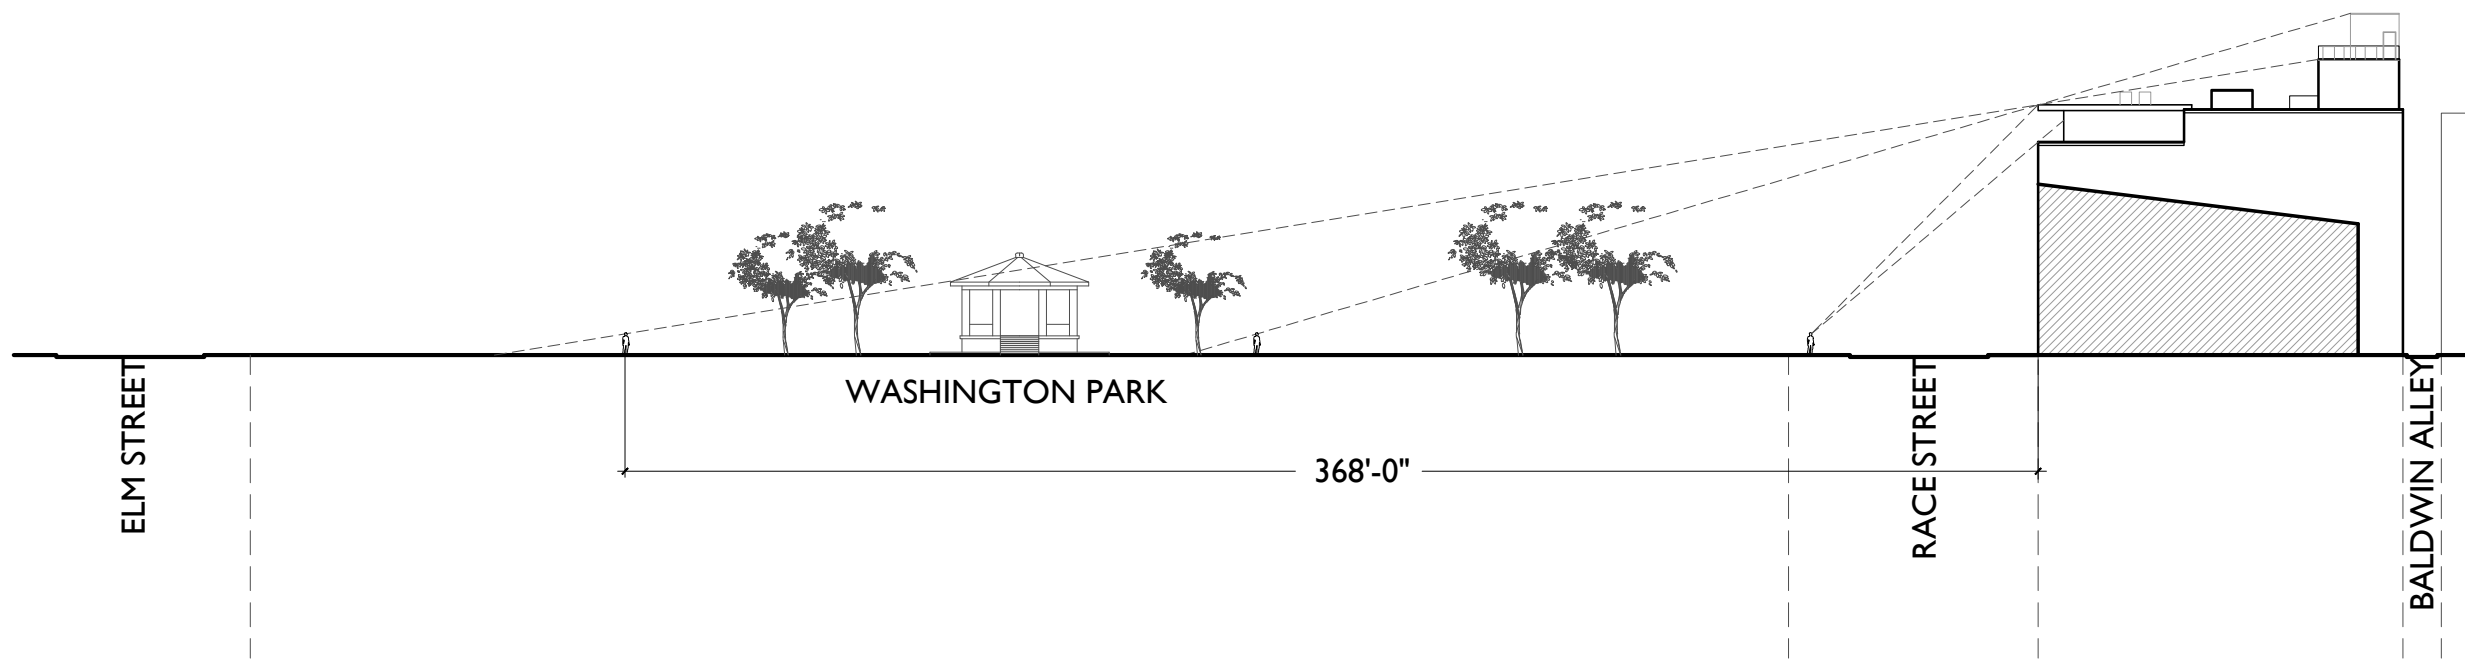 WASHINGTON PARK
368'-0"
ELM STREET
RACE STREET
BALDWIN ALLEY